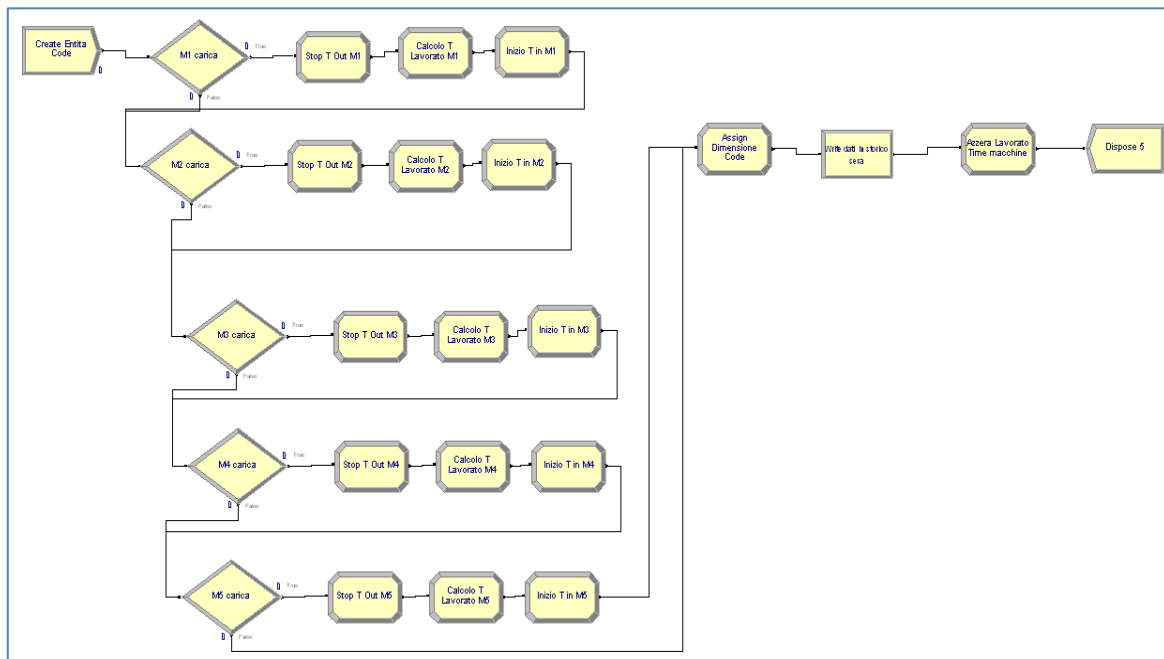 Create Entita
Code
M1 carica
True
False
Stop T Out M1
Calcolo T
Lavorato M1
Inizio T in M1
M2 carica
True
False
Stop T Out M2
Calcolo T
Lavorato M2
Inizio T in M2
M3 carica
True
False
Stop T Out M3
Calcolo T
Lavorato M3
Inizio T in M3
M4 carica
True
False
Stop T Out M4
Calcolo T
Lavorato M4
Inizio T in M4
M5 carica
True
False
Stop T Out M5
Calcolo T
Lavorato M5
Inizio T in M5
Assign
Dimensione
Code
Write dati In storico
sera
Azzera Lavorato
Time macchine
Dispose 5